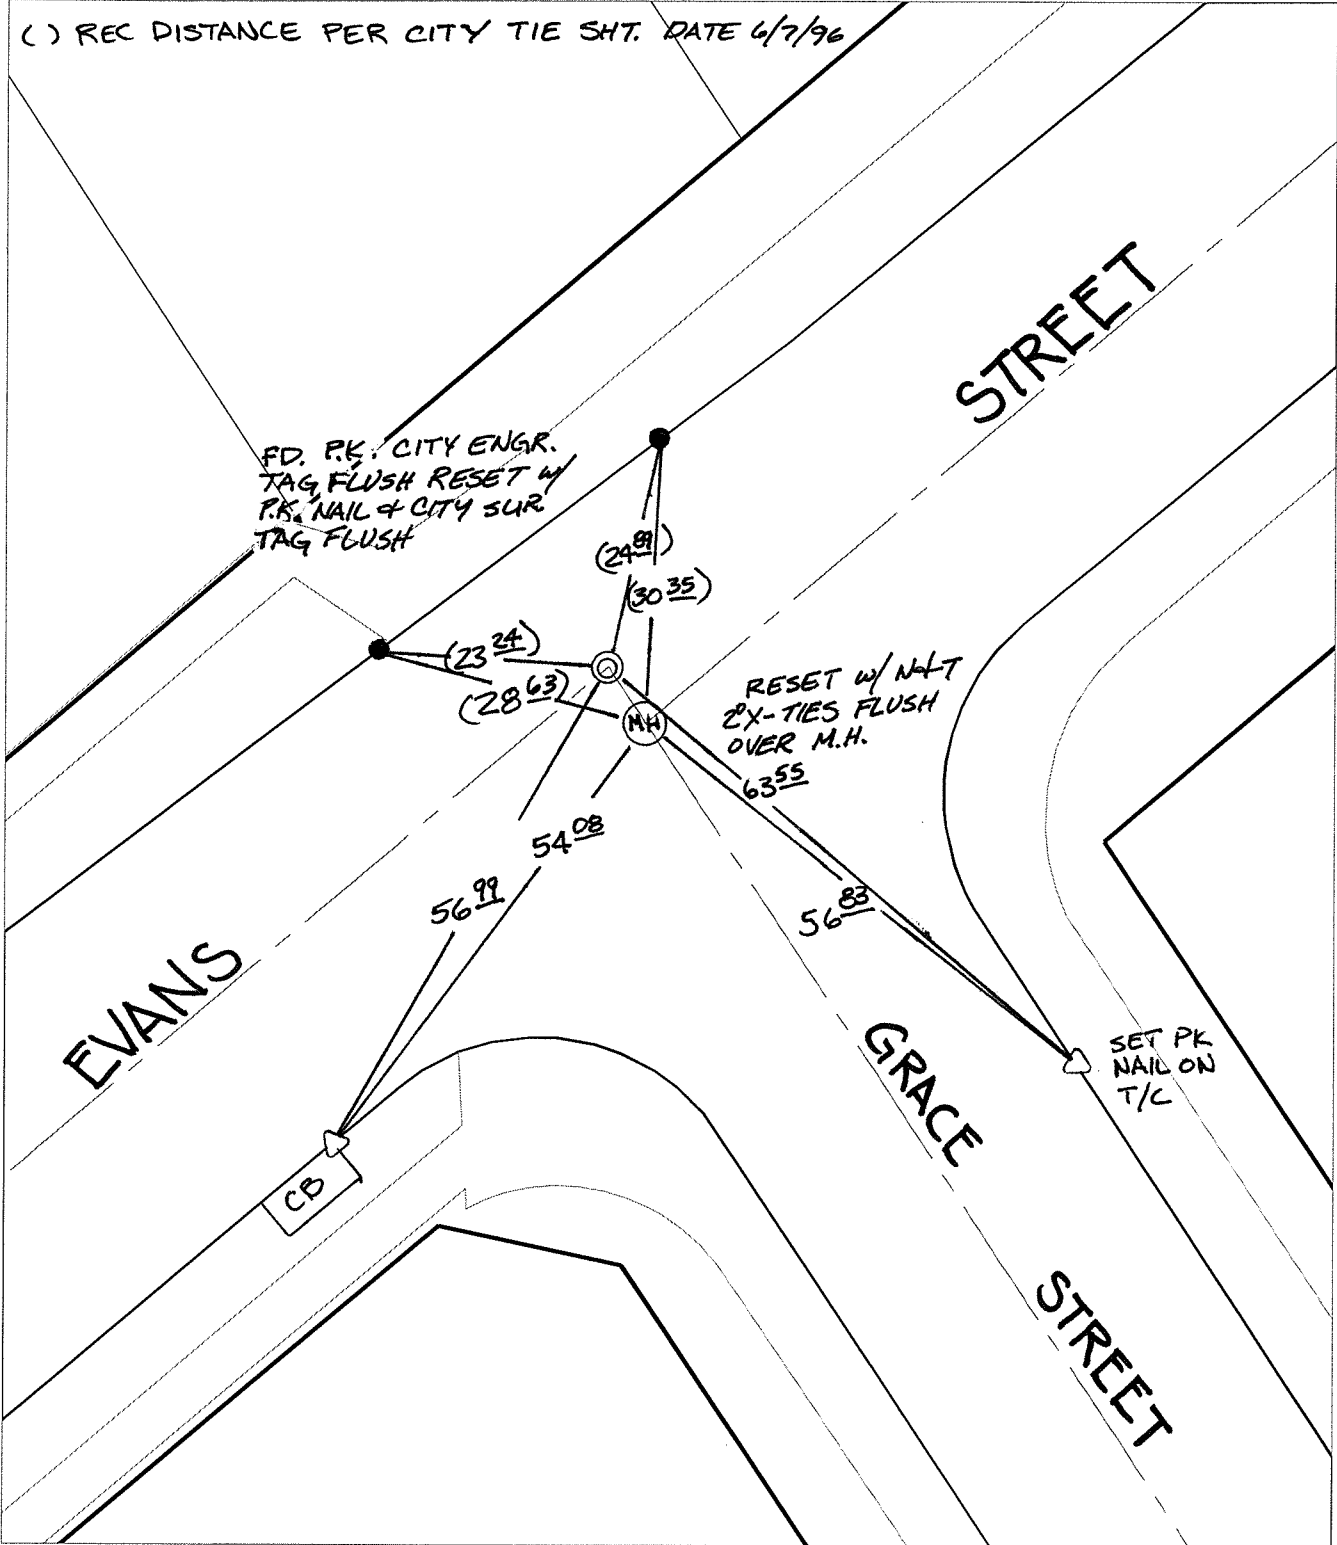 ( ) REC DISTANCE PER CITY TIE SHT. DATE 6/7/96
STREET
FD. P.K. CITY ENGR.
TAG FLUSH RESET W/
P.K. NAIL & CITY SUR
TAG FLUSH
(24 89)
(30 35)
(23 24)
(28 63)
MH
RESET W/ N&T
2 X-TIES FLUSH
OVER M.H.
63 55
54 08
56 99
56 83
EVANS
GRACE
SET PK
NAIL ON
T/C
CB
STREET